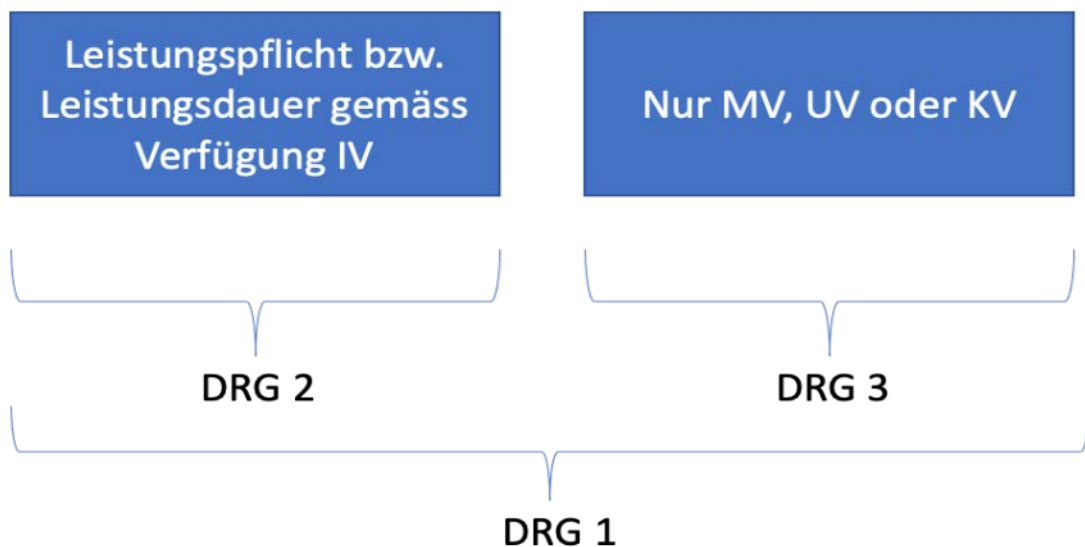 Leistungspflicht bzw.
Leistungsdauer gemäss
Verfügung IV
Nur MV, UV oder KV
DRG 2
DRG 3
DRG 1